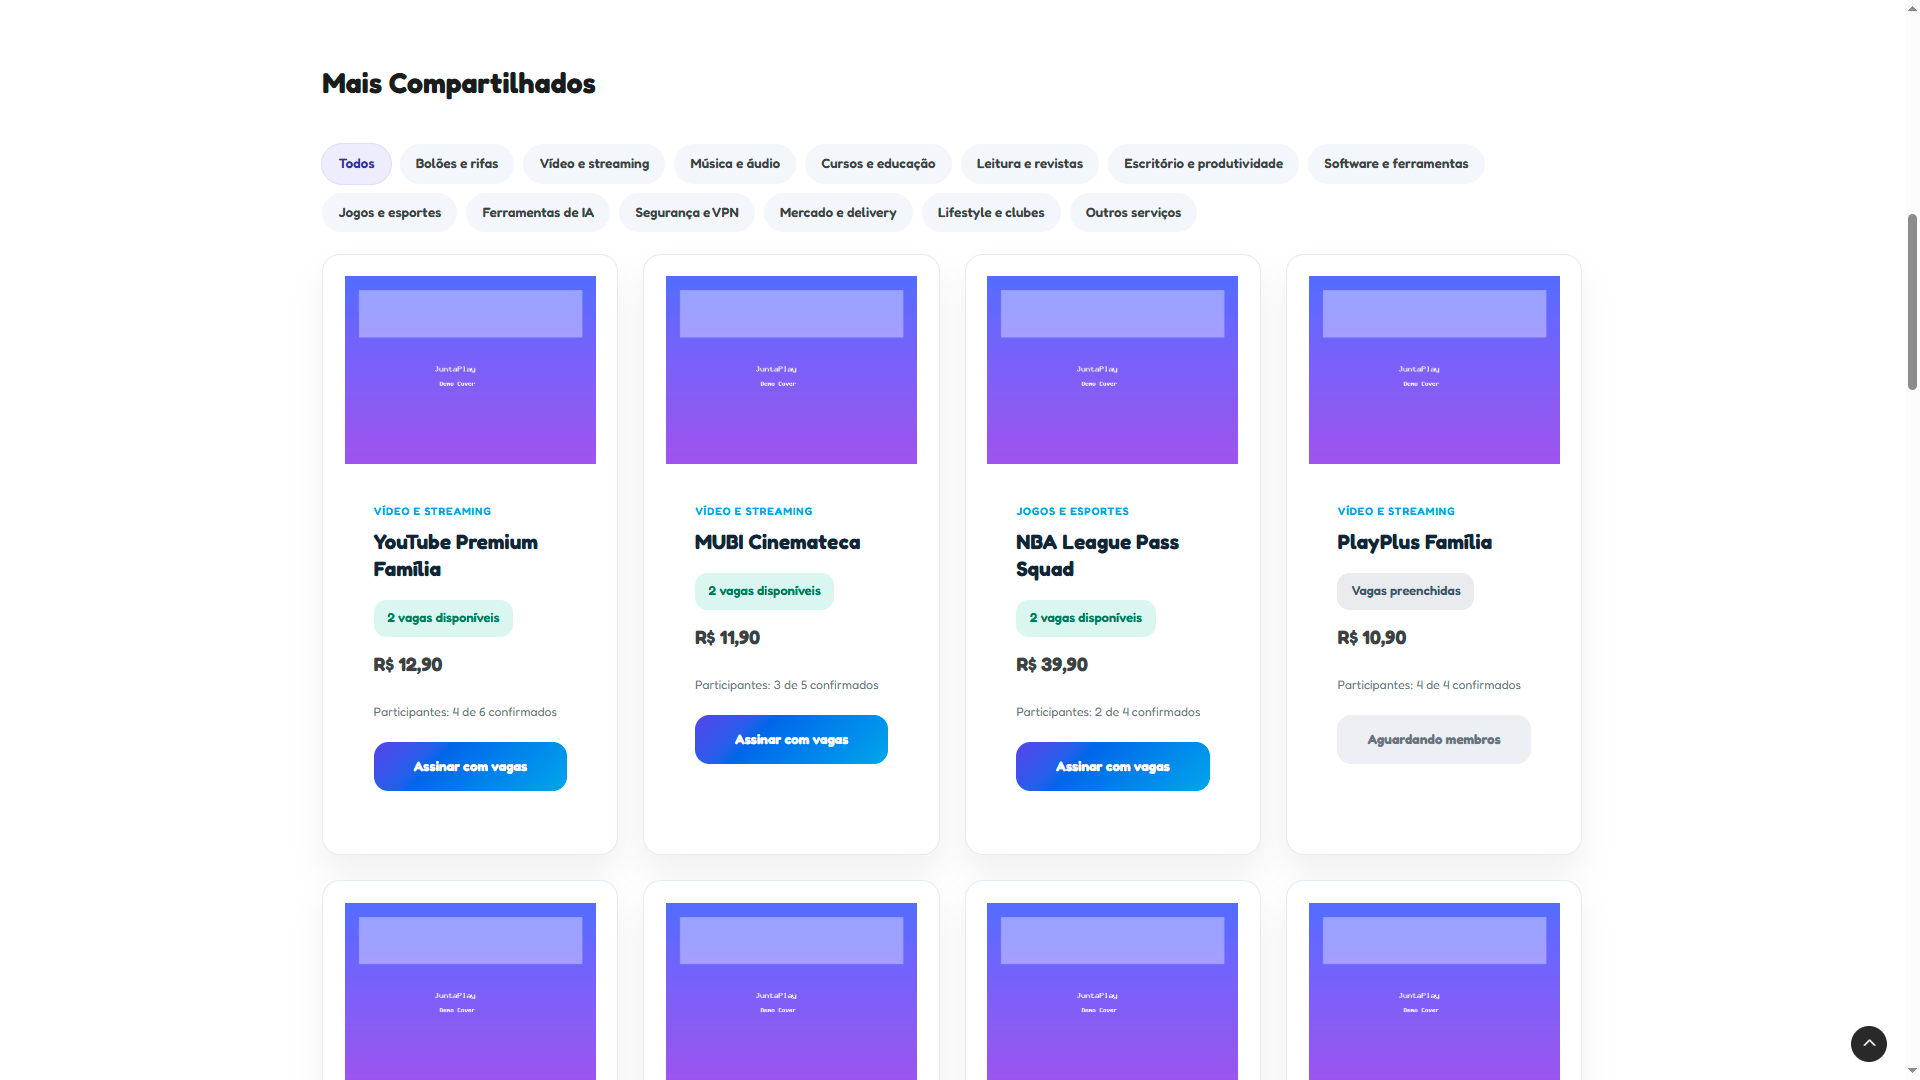 Mais Compartilhados
Todos
Bolões e rifas
Vídeo e streaming
Música e áudio
Cursos e educação
Leitura e revistas
Escritório e produtividade
Software e ferramentas
Jogos e esportes
Ferramentas de IA
Segurança e VPN
Mercado e delivery
Lifestyle e clubes
Outros serviços
JuntaPlay
Demo Cover
VÍDEO E STREAMING
YouTube Premium
Família
2 vagas disponíveis
R$ 12,90
Participantes: 4 de 6 confirmados
Assinar com vagas
JuntaPlay
Demo Cover
VÍDEO E STREAMING
MUBI Cinemateca
2 vagas disponíveis
R$ 11,90
Participantes: 3 de 5 confirmados
Assinar com vagas
JuntaPlay
Demo Cover
JOGOS E ESPORTES
NBA League Pass
Squad
2 vagas disponíveis
R$ 39,90
Participantes: 2 de 4 confirmados
Assinar com vagas
JuntaPlay
Demo Cover
VÍDEO E STREAMING
PlayPlus Família
Vagas preenchidas
R$ 10,90
Participantes: 4 de 4 confirmados
Aguardando membros
JuntaPlay
Demo Cover
JuntaPlay
Demo Cover
JuntaPlay
Demo Cover
JuntaPlay
Demo Cover